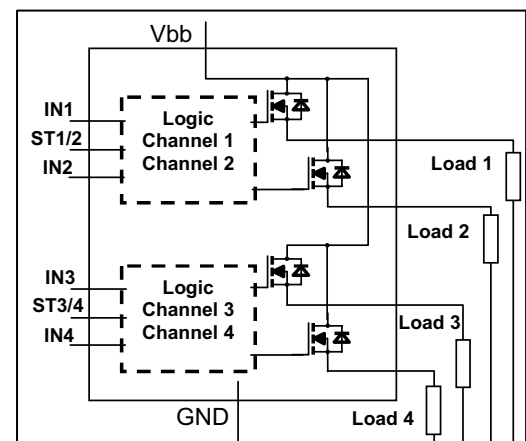 Vbb
IN1
ST1/2
IN2
Logic
Channel 1
Channel 2
Load 1
Load 2
IN3
ST3/4
IN4
Logic
Channel 3
Channel 4
Load 3
GND
Load 4